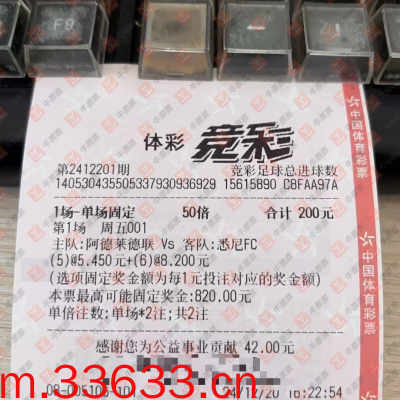 F9
体彩 竞彩
第2412201期 竞彩足球总进球数
140530435505337930936929 15615B90 C8FAA97A
1场-单场固定 50倍 合计 200元
第1场 周五001
主队:阿德莱德联 Vs 客队:悉尼FC
(5)@5.450元+(6)@8.200元
(选项固定奖金额为每1元投注对应的奖金额)
本票最高可能固定奖金:820.00元
单倍注数:单场*2注;共2注
感谢您为公益事业贡献 42.00元
24/12/20 16:22:54
中国体育彩票
中国体育彩票
m.33633.cn